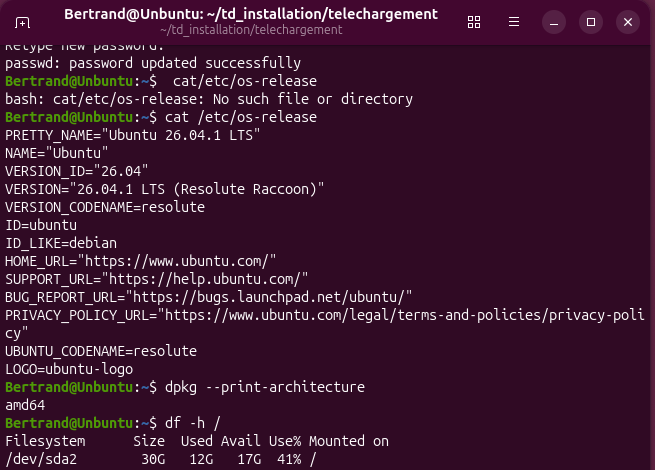 Bertrand@Unbuntu: ~/td_installation/telechargement
~/td_installation/telechargement
Retype new password:
passwd: password updated successfully
Bertrand@Unbuntu:~$  cat/etc/os-release
bash: cat/etc/os-release: No such file or directory
Bertrand@Unbuntu:~$ cat /etc/os-release
PRETTY_NAME="Ubuntu 26.04.1 LTS"
NAME="Ubuntu"
VERSION_ID="26.04"
VERSION="26.04.1 LTS (Resolute Raccoon)"
VERSION_CODENAME=resolute
ID=ubuntu
ID_LIKE=debian
HOME_URL="https://www.ubuntu.com/"
SUPPORT_URL="https://help.ubuntu.com/"
BUG_REPORT_URL="https://bugs.launchpad.net/ubuntu/"
PRIVACY_POLICY_URL="https://www.ubuntu.com/legal/terms-and-policies/privacy-poli
cy"
UBUNTU_CODENAME=resolute
LOGO=ubuntu-logo
Bertrand@Unbuntu:~$ dpkg --print-architecture
amd64
Bertrand@Unbuntu:~$ df -h /
Filesystem      Size  Used Avail Use% Mounted on
/dev/sda2        30G   12G   17G  41% /